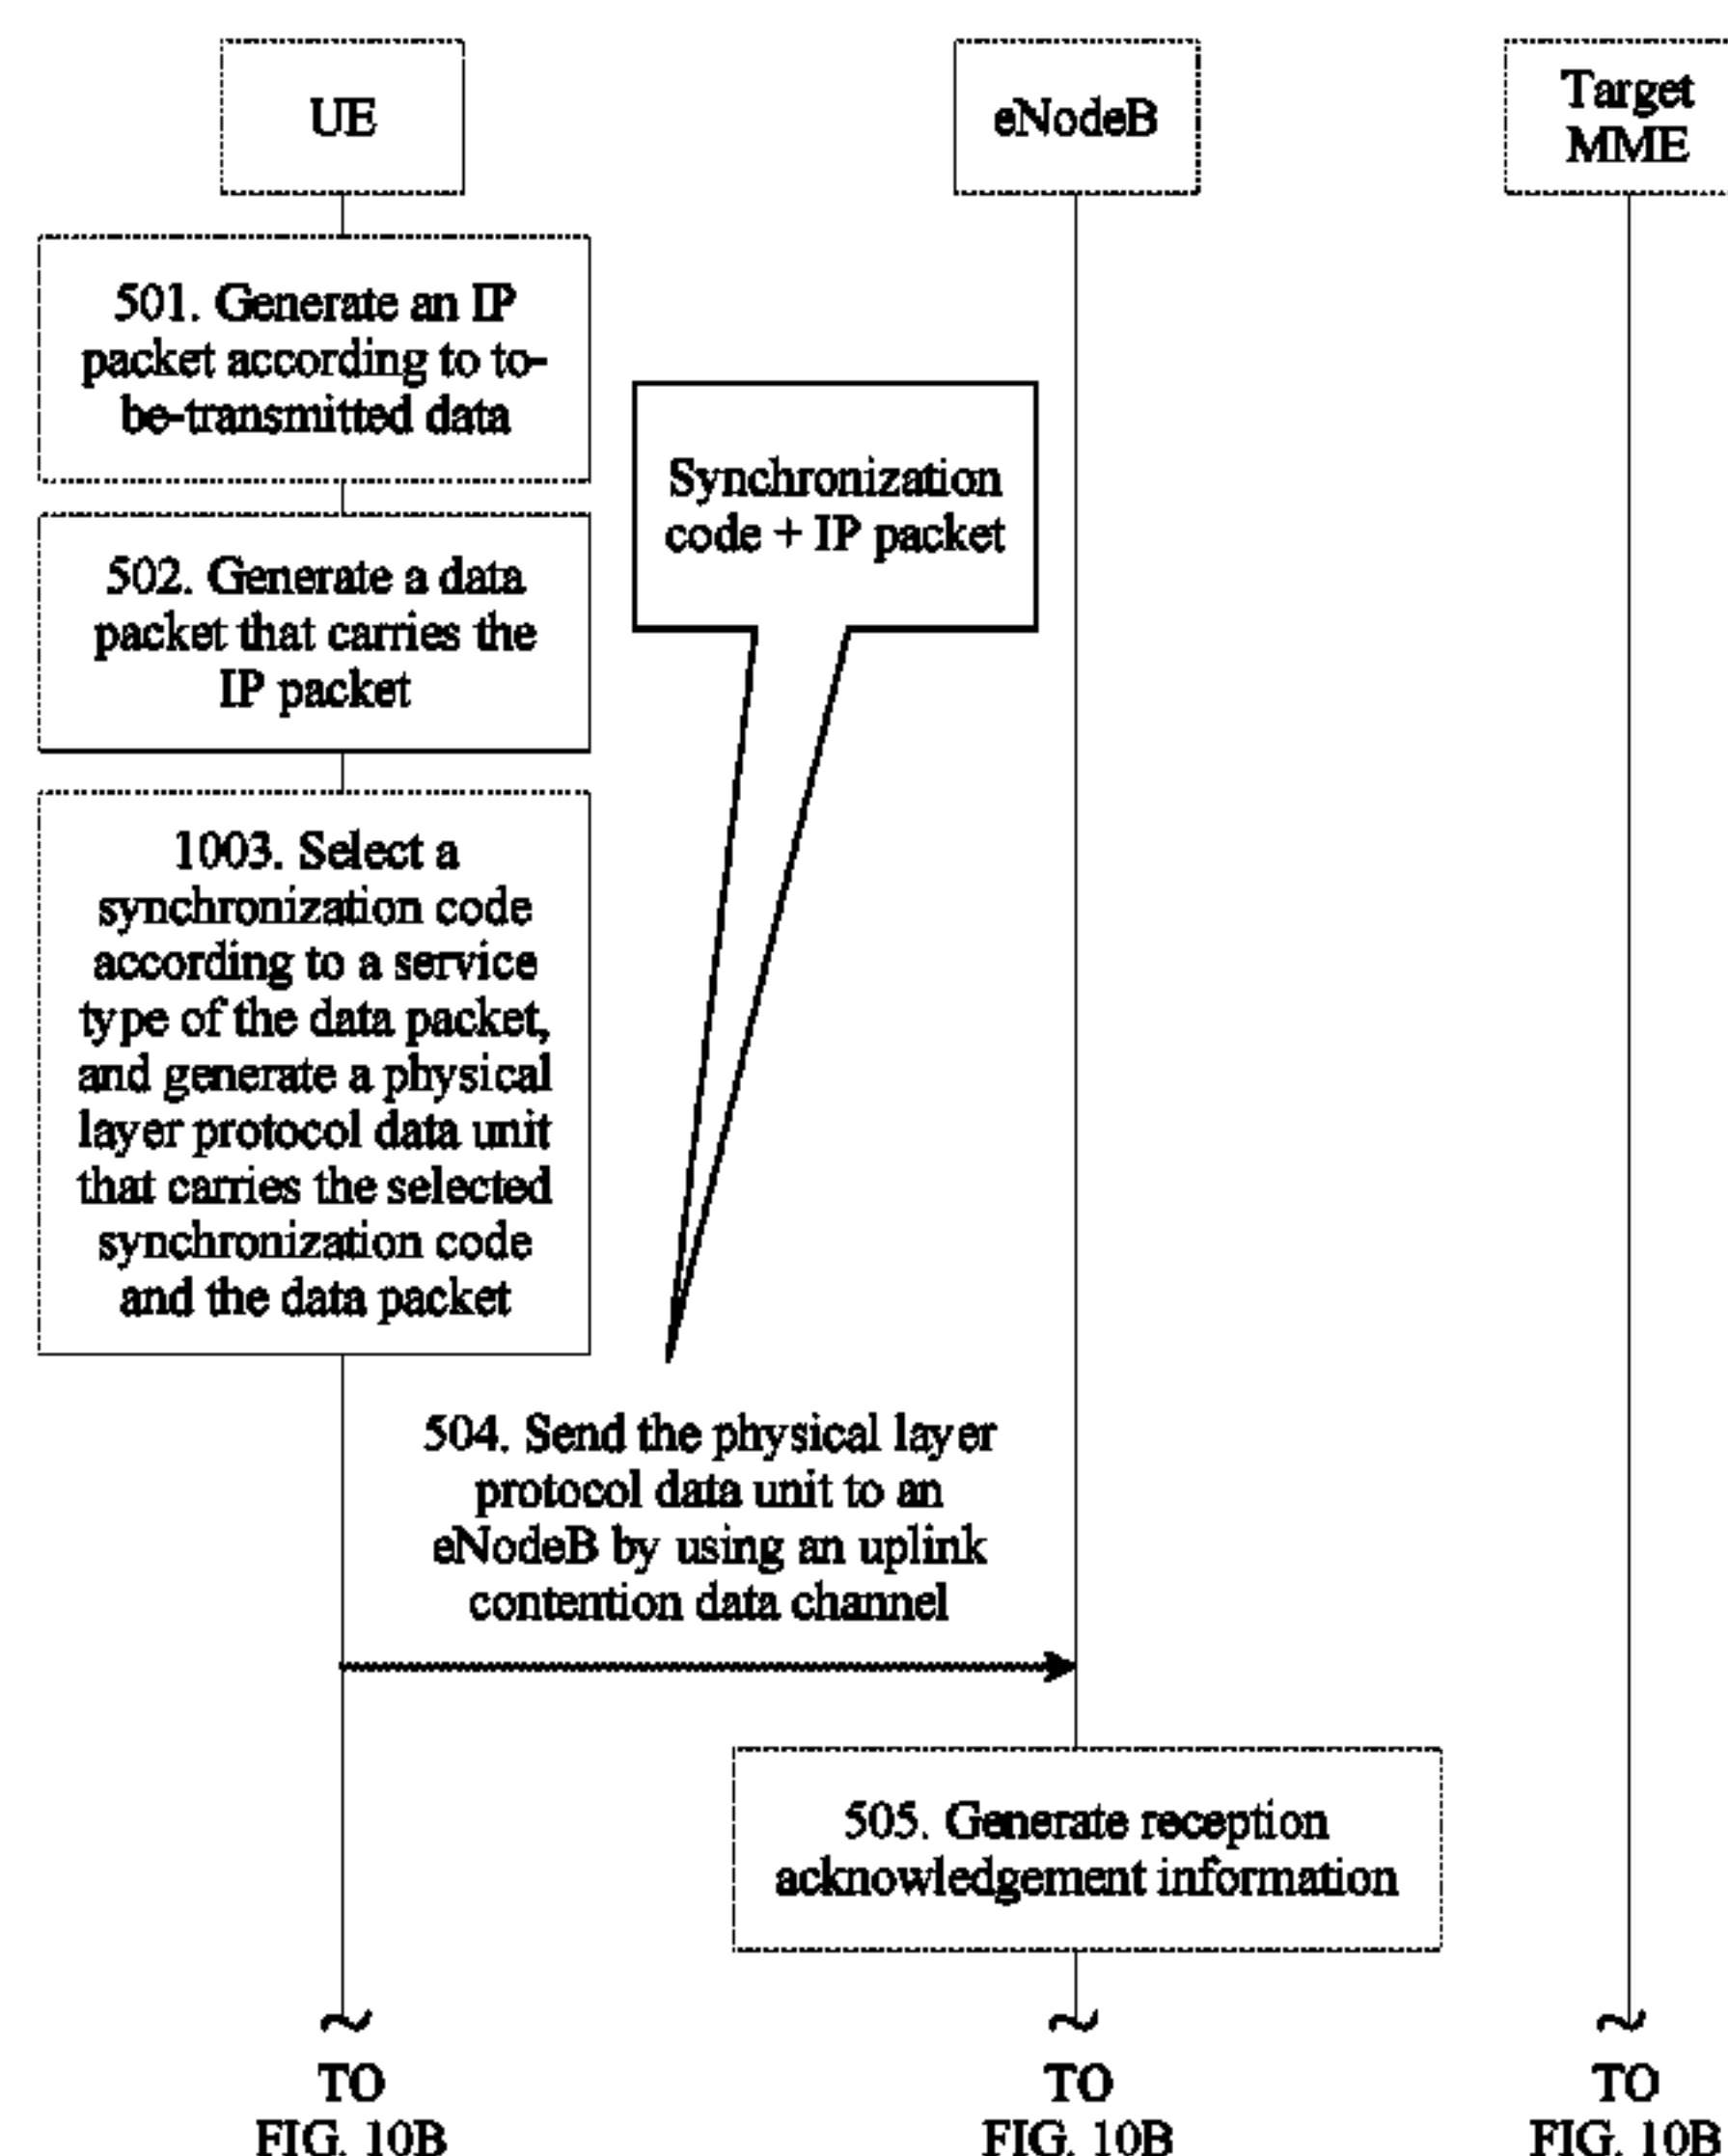 UE
eNodeB
Target
MME
501. Generate an IP
packet according to to-
be-transmitted data
502. Generate a data
packet that carries the
IP packet
Synchronization
code + IP packet
1003. Select a
synchronization code
according to a service
type of the data packet,
and generate a physical
layer protocol data unit
that carries the selected
synchronization code
and the data packet
504. Send the physical layer
protocol data unit to an
eNodeB by using an uplink
contention data channel
505. Generate reception
acknowledgement information
~
TO
FIG. 10B
~
TO
FIG. 10B
~
TO
FIG. 10B